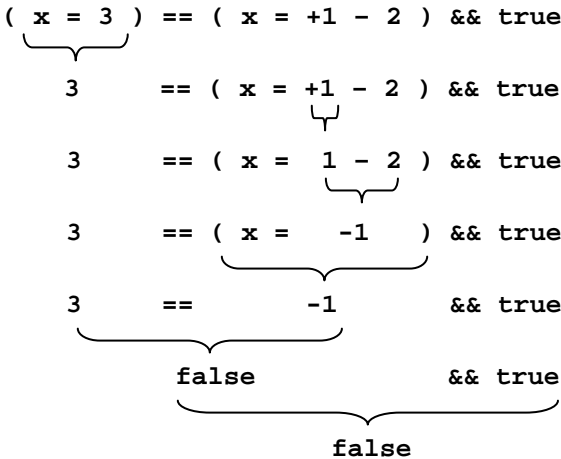 ( x = 3 ) == ( x = +1 – 2 ) && true
3 == ( x = +1 – 2 ) && true
3 == ( x = 1 – 2 ) && true
3 == ( x = -1 ) && true
3 == -1 && true
false && true
false